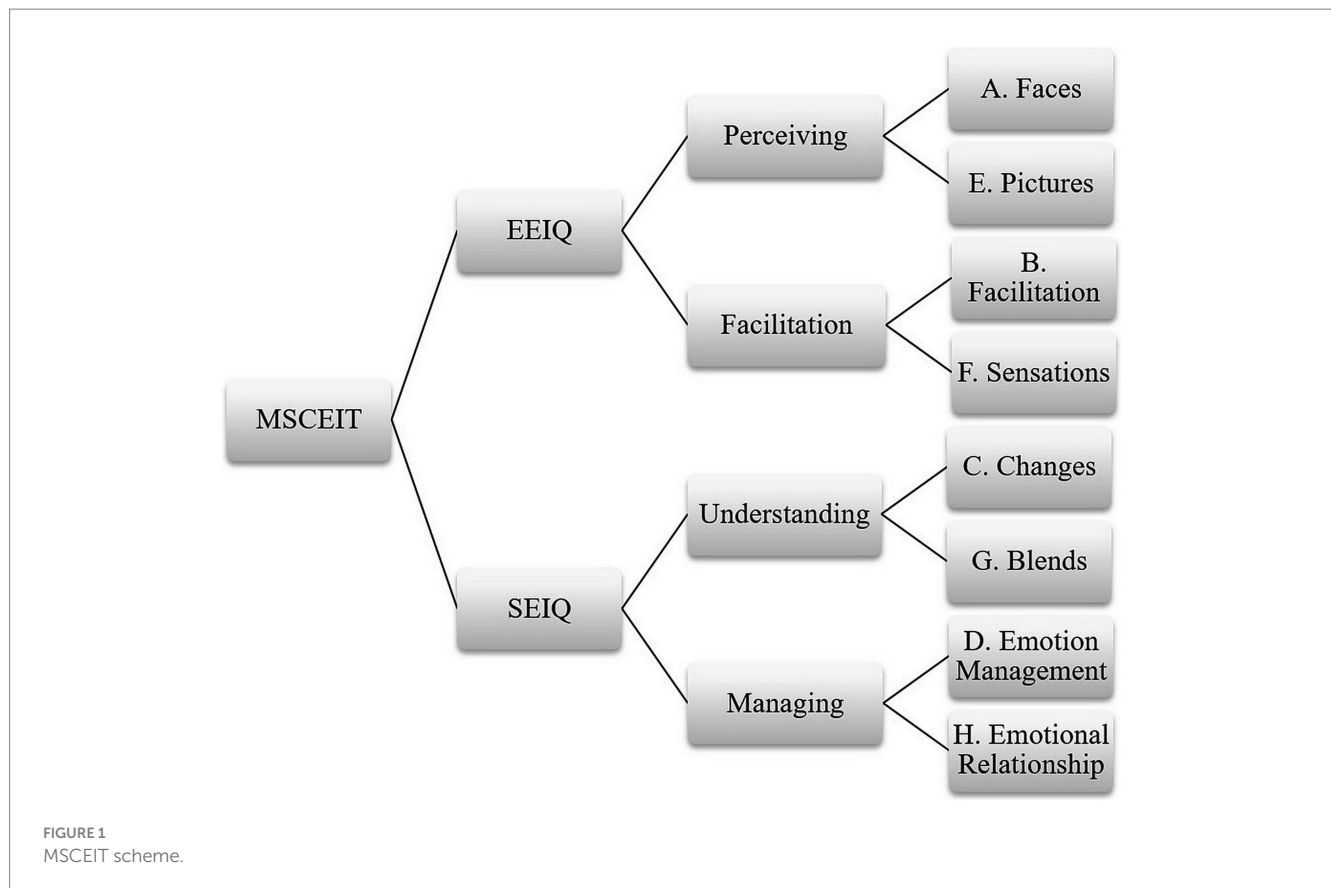 MSCEIT
EEIQ
SEIQ
Perceiving
Facilitation
Understanding
Managing
A. Faces
E. Pictures
B.
Facilitation
F. Sensations
C. Changes
G. Blends
D. Emotion
Management
H. Emotional
Relationship
FIGURE 1
MSCEIT scheme.